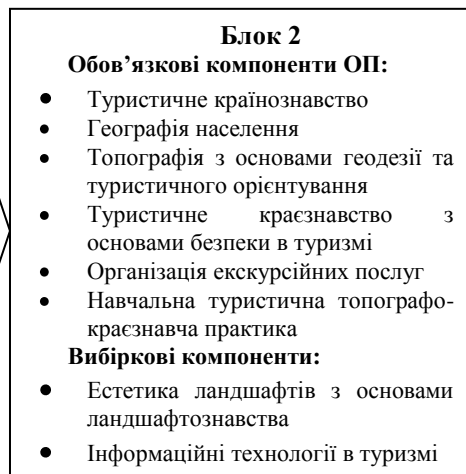 Блок 2
Обов’язкові компоненти ОП:
• Туристичне країнознавство
• Географія населення
• Топографія з основами геодезії та
туристичного орієнтування
• Туристичне краєзнавство з
основами безпеки в туризмі
• Організація екскурсійних послуг
• Навчальна туристична топографо-
краєзнавча практика
Вибіркові компоненти:
• Естетика ландшафтів з основами
ландшафтознавства
• Інформаційні технології в туризмі